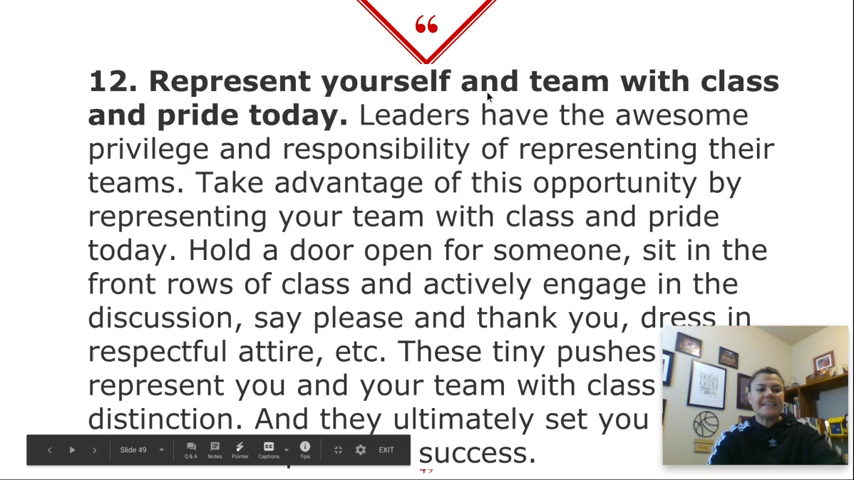 “
12. Represent yourself and team with class
and pride today. Leaders have the awesome
privilege and responsibility of representing their
teams. Take advantage of this opportunity by
representing your team with class and pride
today. Hold a door open for someone, sit in the
front rows of class and actively engage in the
discussion, say please and thank you, dress in
respectful attire, etc. These tiny pushes
represent you and your team with class
distinction. And they ultimately set you
success.
Slide 49
Q & A
Notes
Pointer
Captions
Tips
EXIT